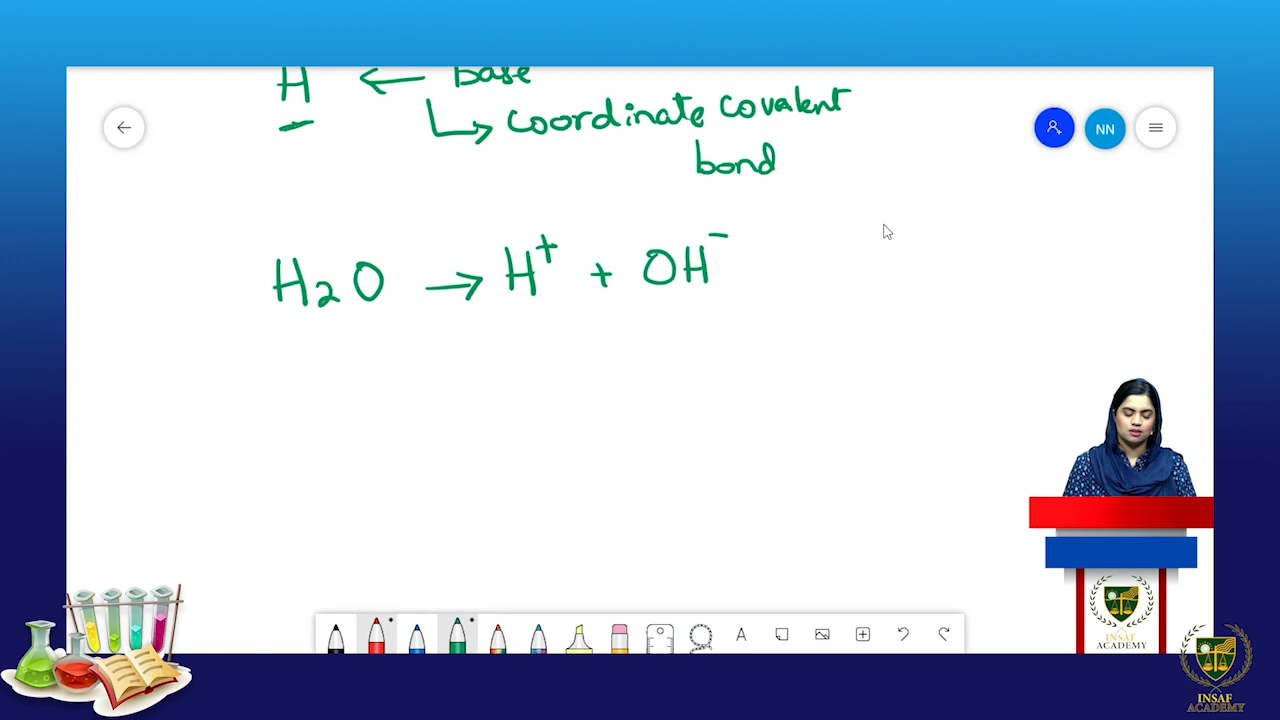 H ← base
↳ coordinate covalent
bond
NN
H₂O → H⁺ + OH⁻
A
INSAF
ACADEMY
INSAF
ACADEMY